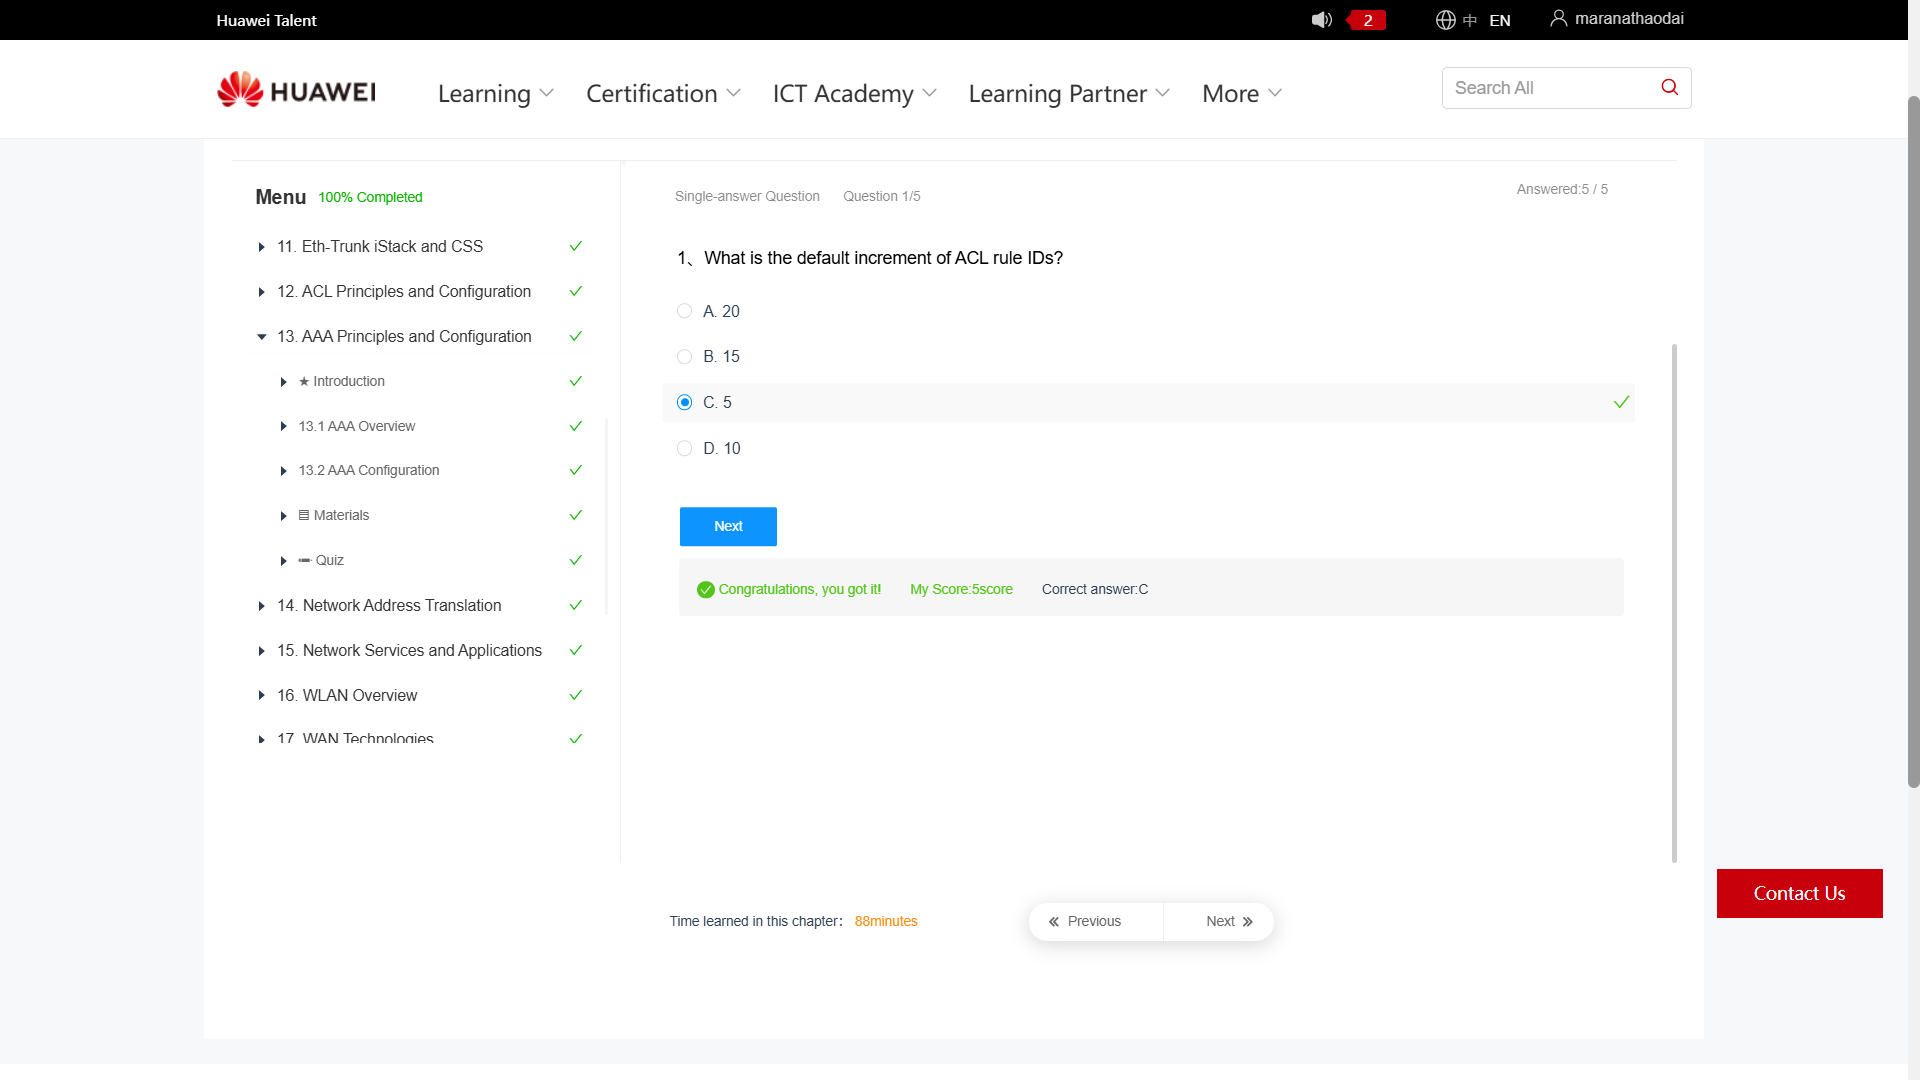 Huawei Talent
2
中 EN
maranathaodai
HUAWEI
Learning
Certification
ICT Academy
Learning Partner
More
Search All
Menu 100% Completed
11. Eth-Trunk iStack and CSS
12. ACL Principles and Configuration
13. AAA Principles and Configuration
★ Introduction
13.1 AAA Overview
13.2 AAA Configuration
Materials
Quiz
14. Network Address Translation
15. Network Services and Applications
16. WLAN Overview
17. WAN Technologies
Single-answer Question Question 1/5
Answered:5 / 5
1、What is the default increment of ACL rule IDs?
A. 20
B. 15
C. 5
D. 10
Next
Congratulations, you got it! My Score:5score Correct answer:C
Time learned in this chapter： 88minutes
« Previous
Next »
Contact Us